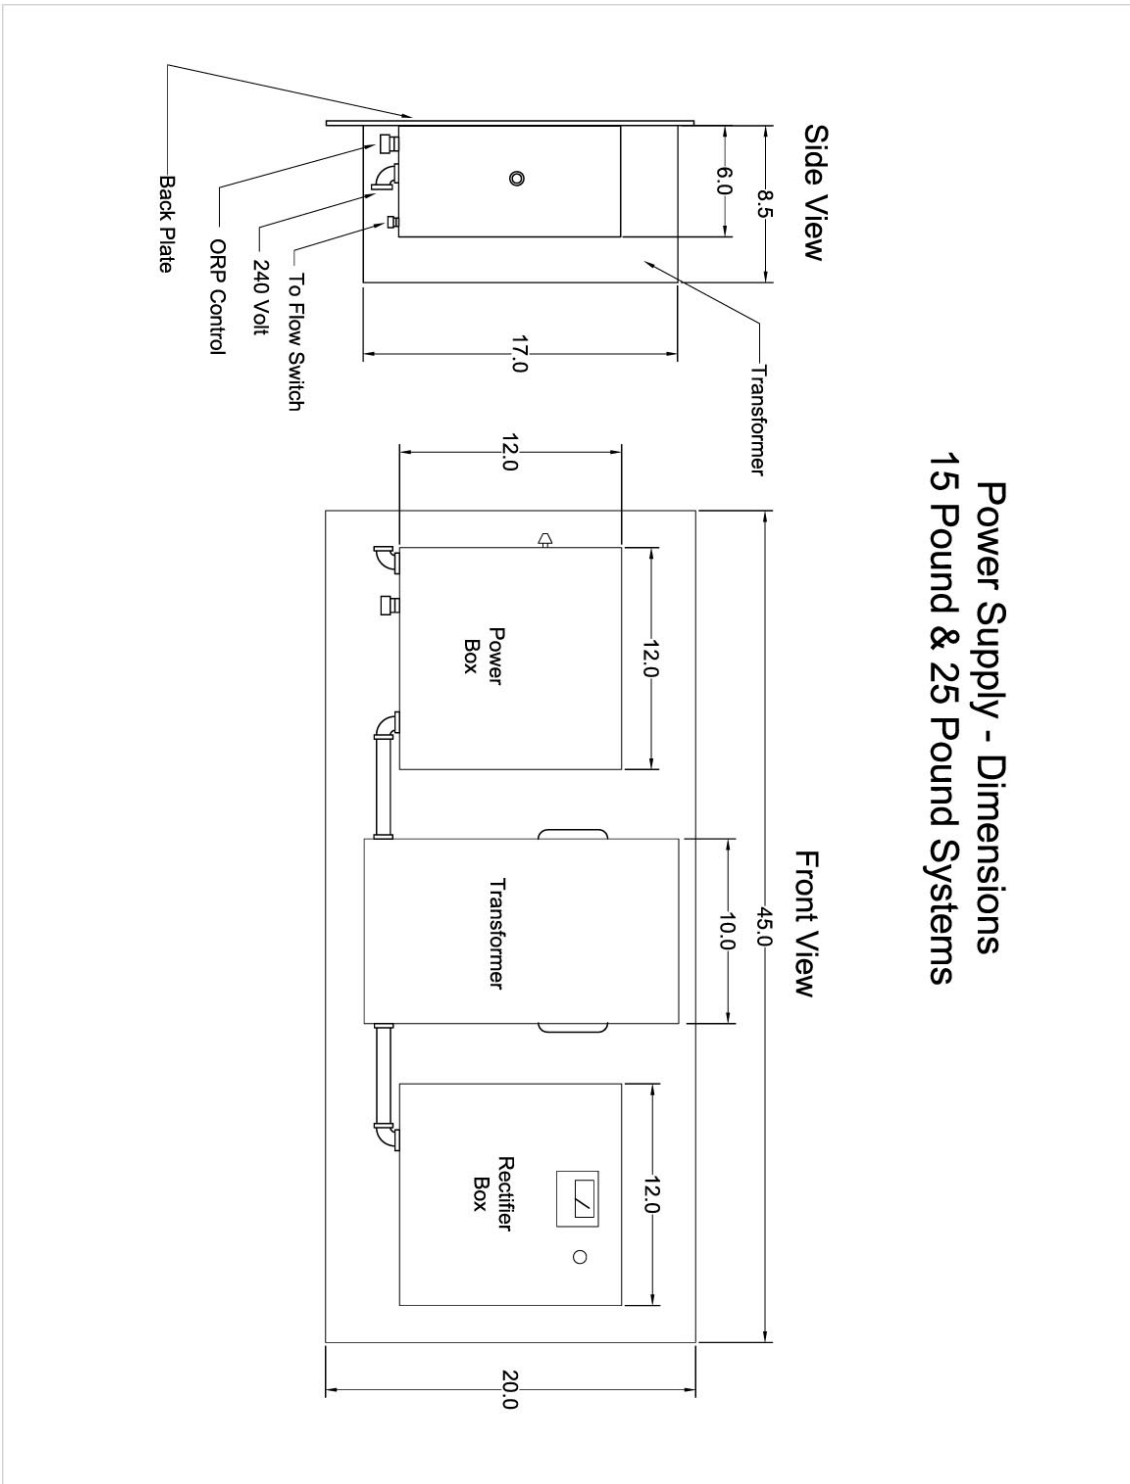 Power Supply - Dimensions
15 Pound & 25 Pound Systems
Side View
8.5
6.0
17.0
Transformer
To Flow Switch
240 Volt
ORP Control
Back Plate
Front View
45.0
10.0
12.0
12.0
12.0
20.0
Power
Box
Transformer
Rectifier
Box